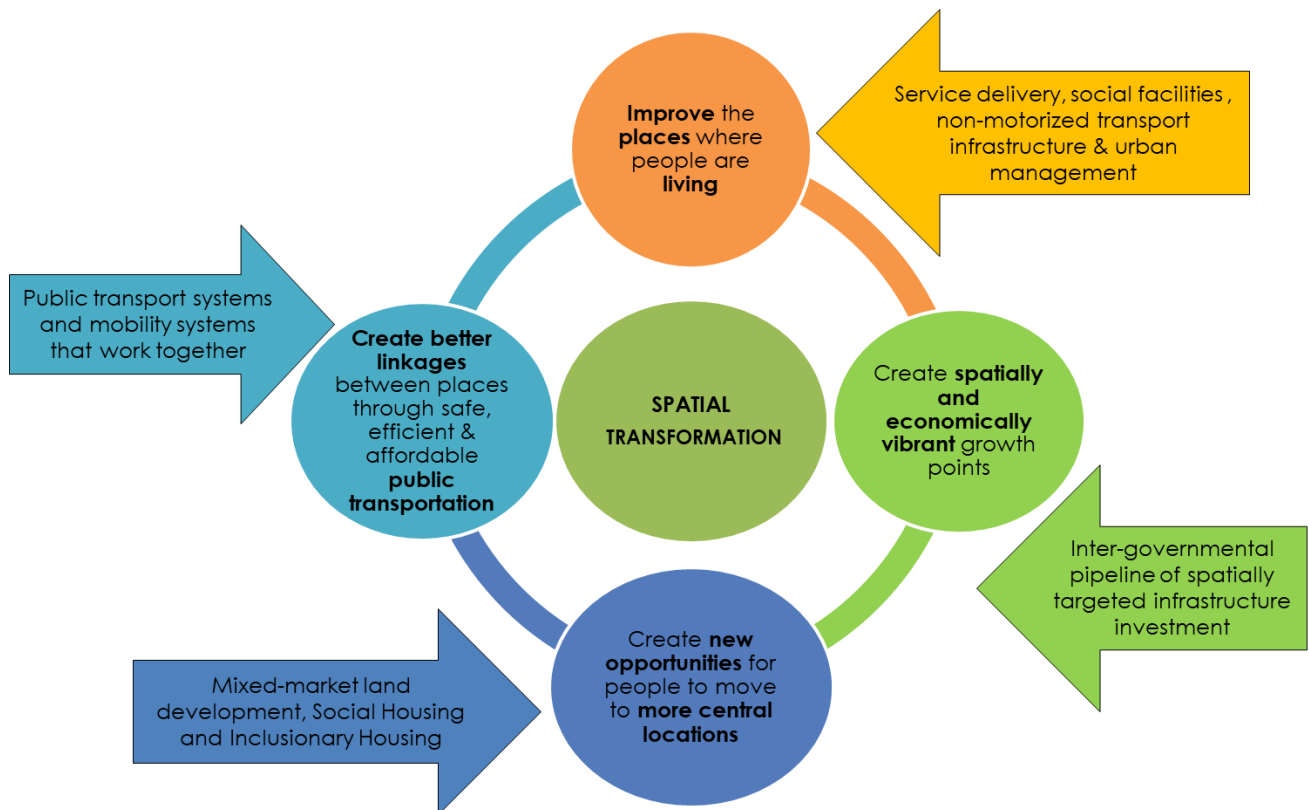 Improve the
places where
people are
living
Service delivery, social facilities ,
non-motorized transport
infrastructure & urban
management
Public transport systems
and mobility systems
that work together
Create better
linkages
between places
through safe,
efficient &
affordable
public
transportation
SPATIAL
TRANSFORMATION
Create spatially
and
economically
vibrant growth
points
Inter-governmental
pipeline of spatially
targeted infrastructure
investment
Mixed-market land
development, Social Housing
and Inclusionary Housing
Create new
opportunities for
people to move
to more central
locations